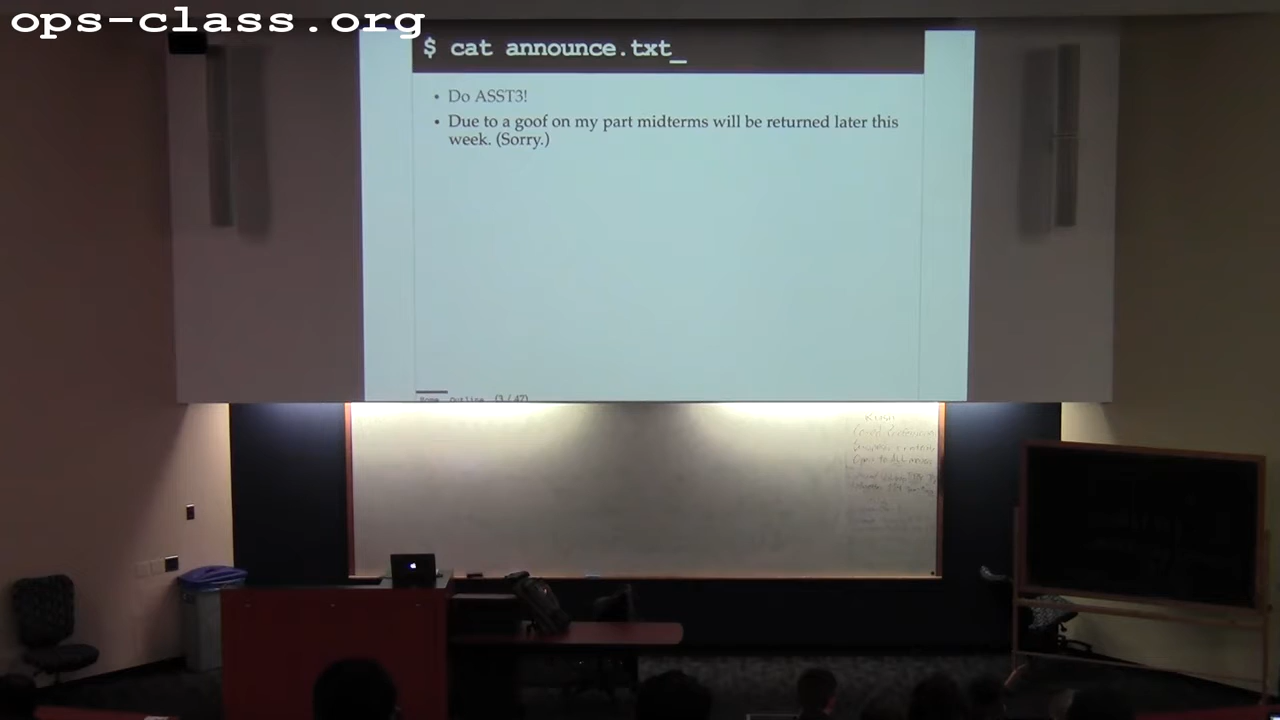 ops-class.org
$ cat announce.txt_
• Do ASST3!
• Due to a goof on my part midterms will be returned later this
week. (Sorry.)